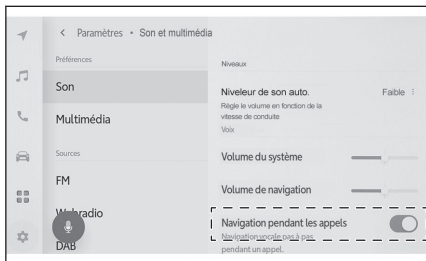 Paramètres • Son et multimédia
Préférences
Son
Multimédia
Sources
FM
Webradio
DAB
Niveaux
Niveleur de son auto. Faible
Règle le volume en fonction de la
vitesse de conduite
Voix
Volume du système
Volume de navigation
Navigation pendant les appels
Navigation vocale pas à pas
pendant un appel.